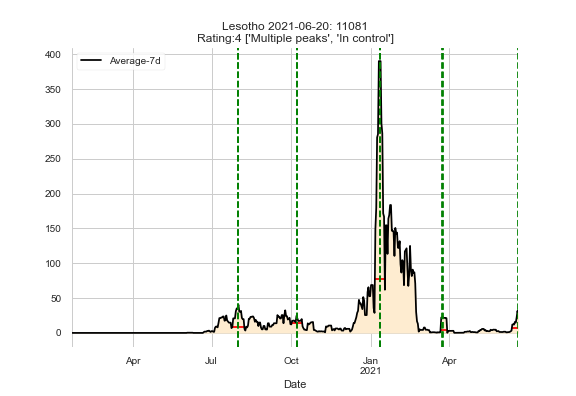 Lesotho 2021-06-20: 11081
Rating:4 ['Multiple peaks', 'In control']
Average-7d
400
350
300
250
200
150
100
50
0
Apr
Jul
Oct
Jan
2021
Apr
Date